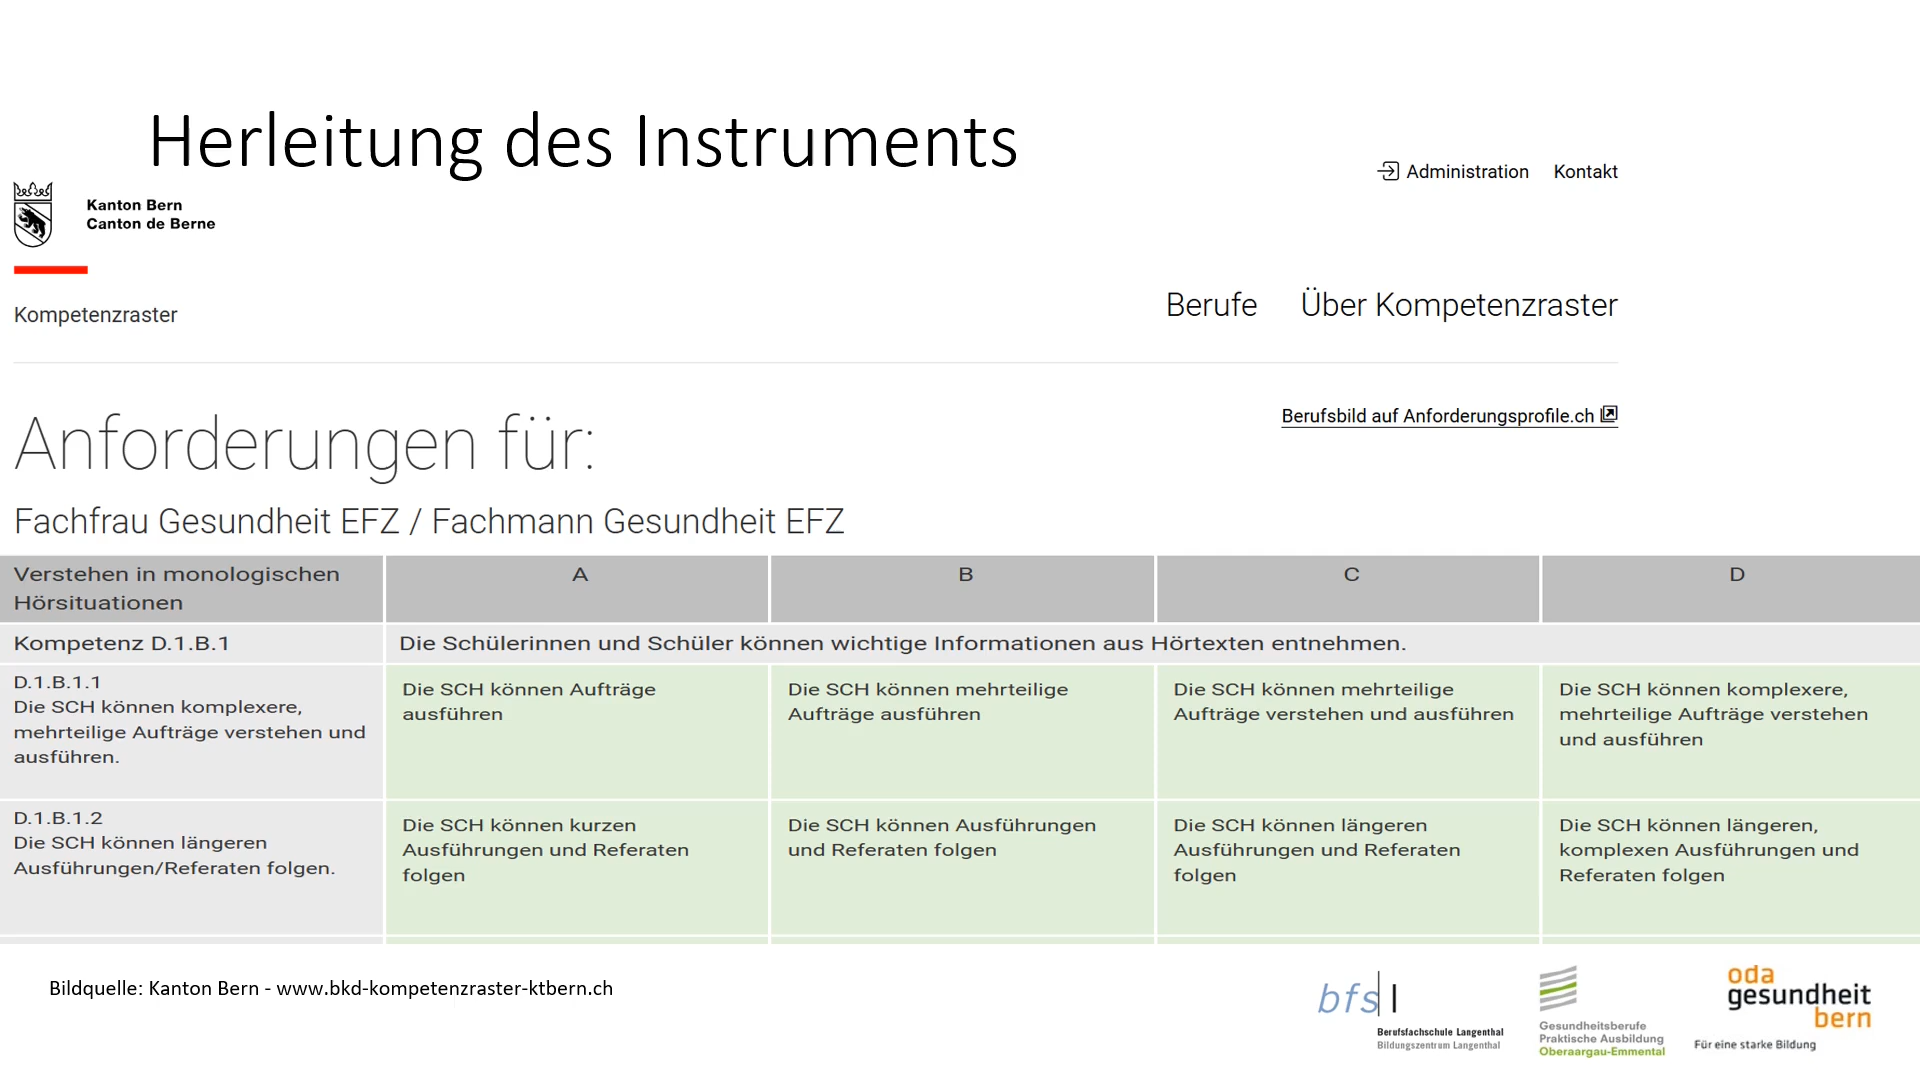 Herleitung des Instruments
Administration Kontakt
Kanton Bern
Canton de Berne
Kompetenzraster
Berufe Über Kompetenzraster
Berufsbild auf Anforderungsprofile.ch
Anforderungen für:
Fachfrau Gesundheit EFZ / Fachmann Gesundheit EFZ
Verstehen in monologischen
Hörsituationen
A
B
C
D
Kompetenz D.1.B.1
Die Schülerinnen und Schüler können wichtige Informationen aus Hörtexten entnehmen.
D.1.B.1.1
Die SCH können komplexere,
mehrteilige Aufträge verstehen und
ausführen.
Die SCH können Aufträge
ausführen
Die SCH können mehrteilige
Aufträge ausführen
Die SCH können mehrteilige
Aufträge verstehen und ausführen
Die SCH können komplexere,
mehrteilige Aufträge verstehen
und ausführen
D.1.B.1.2
Die SCH können längeren
Ausführungen/Referaten folgen.
Die SCH können kurzen
Ausführungen und Referaten
folgen
Die SCH können Ausführungen
und Referaten folgen
Die SCH können längeren
Ausführungen und Referaten
folgen
Die SCH können längeren,
komplexen Ausführungen und
Referaten folgen
Bildquelle: Kanton Bern - www.bkd-kompetenzraster-ktbern.ch
bfsl
Berufsfachschule Langenthal
Bildungszentrum Langenthal
Gesundheitsberufe
Praktische Ausbildung
Oberaargau-Emmental
oda
gesundheit
bern
Für eine starke Bildung